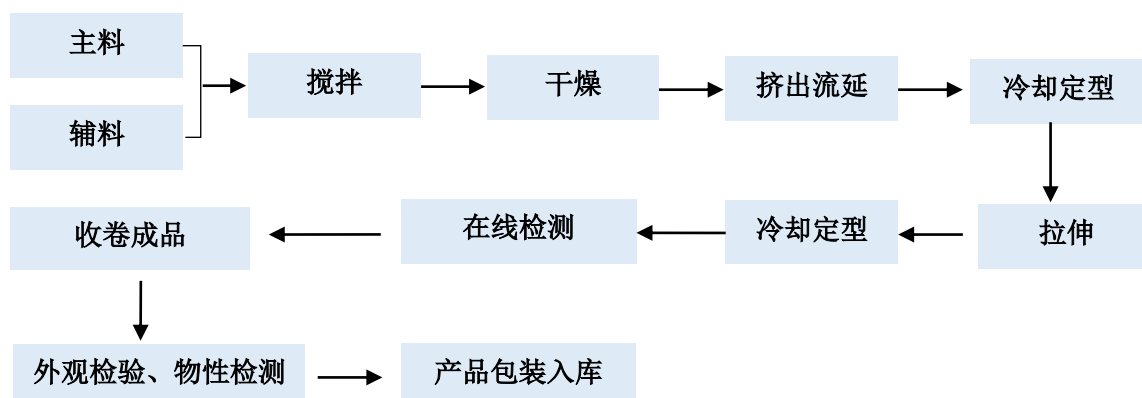 主料
辅料
搅拌
干燥
挤出流延
冷却定型
拉伸
冷却定型
在线检测
收卷成品
外观检验、物性检测
产品包装入库